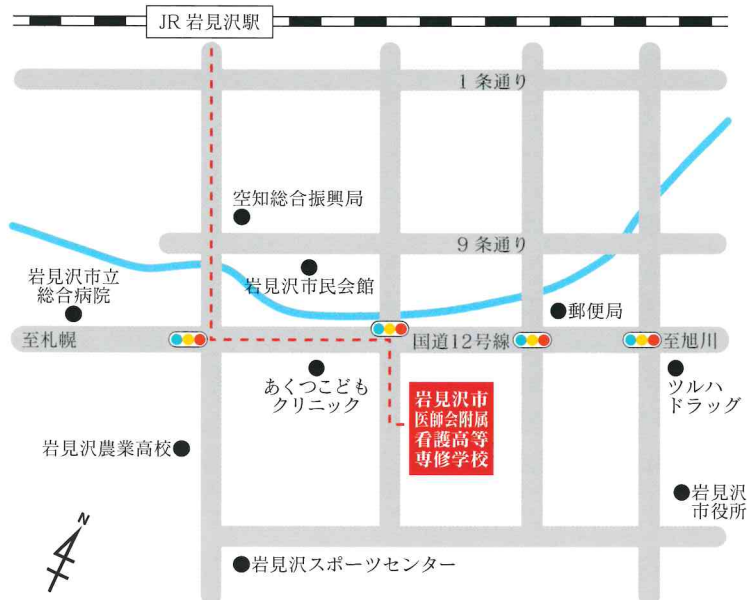 JR 岩見沢駅
1 条通り
空知総合振興局
9 条通り
岩見沢市立
総合病院
岩見沢市民会館
郵便局
至札幌
国道12号線
至旭川
あくつこども
クリニック
岩見沢市
医師会附属
看護高等
専修学校
ツルハ
ドラッグ
岩見沢農業高校
岩見沢
市役所
N
岩見沢スポーツセンター